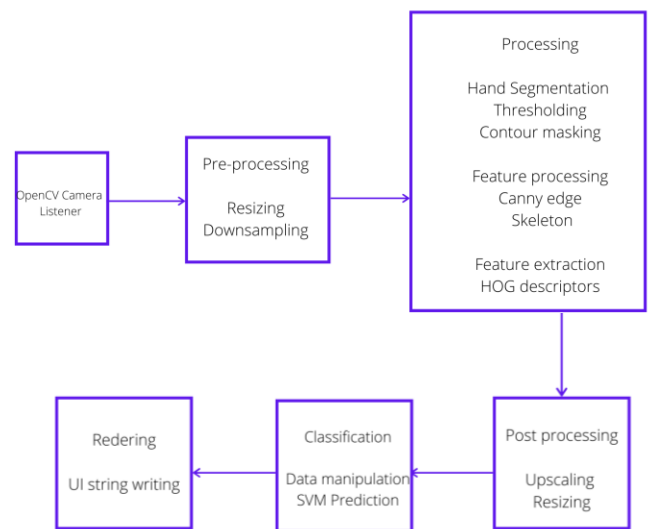 OpenCV Camera
Listener
Pre-processing
Resizing
Downsampling
Processing
Hand Segmentation
Thresholding
Contour masking
Feature processing
Canny edge
Skeleton
Feature extraction
HOG descriptors
Post processing
Upscaling
Resizing
Classification
Data manipulation
SVM Prediction
Redering
UI string writing